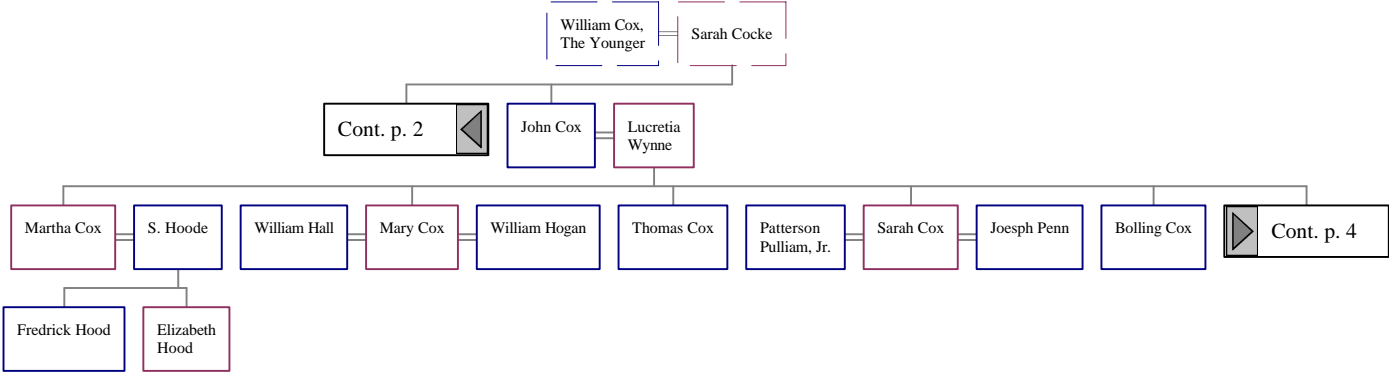 William Cox,
The Younger
Sarah Cocke
Cont. p. 2
John Cox
Lucretia
Wynne
Martha Cox
S. Hoode
William Hall
Mary Cox
William Hogan
Thomas Cox
Patterson
Pulliam, Jr.
Sarah Cox
Joesph Penn
Bolling Cox
Cont. p. 4
Fredrick Hood
Elizabeth
Hood